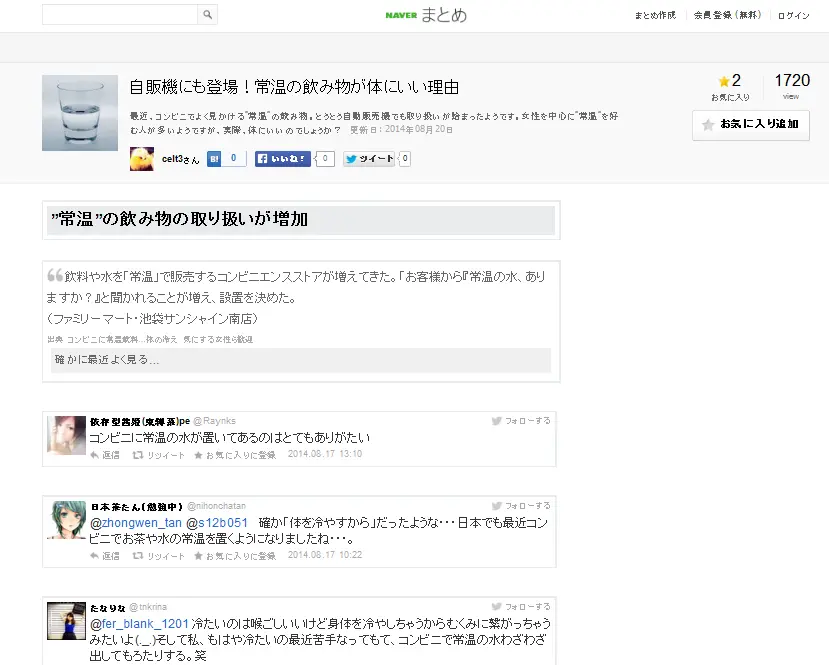 NAVER まとめ
まとめ作成 会員登録(無料) ログイン
自販機にも登場！常温の飲み物が体にいい理由
最近、コンビニでよく見かける"常温"の飲み物。とうとう自動販売機でも取り扱いが始まったようです。女性を中心に"常温"を好
む人が多いようですが、実際、体にいいのでしょうか？ 更新日: 2014年08月20日
celt3さん B! 0 いいね! 0 ツイート 0
2
お気に入り
1720
view
お気に入り追加
”常温”の飲み物の取り扱いが増加
飲料や水を「常温」で販売するコンビニエンスストアが増えてきた。「お客様から『常温の水、あり
ますか？』と聞かれることが増え、設置を決めた。
（ファミリーマート・池袋サンシャイン南店）
出典 コンビニに常温飲料…体の冷え 気にする女性ら歓迎
確かに最近よく見る...
@Raynks フォローする
コンビニに常温の水が置いてあるのはとてもありがたい
返信 リツイート お気に入りに登録 2014.08.17 13:10
日本茶たん(勉強中) @nihonchatan フォローする
@zhongwen_tan @s12b051 確か「体を冷やすから」だったような･･･日本でも最近コン
ビニでお茶や水の常温を置くようになりましたね･･･。
返信 リツイート お気に入りに登録 2014.08.17 10:22
たなりな @tnkrina フォローする
@fer_blank_1201 冷たいのは喉ごしいいけど身体を冷やしちゃうからむくみに繋がっちゃう
みたいよ(._.)そして私、もはや冷たいの最近苦手なってもて、コンビニで常温の水わざわざ
出してもろたりする。笑